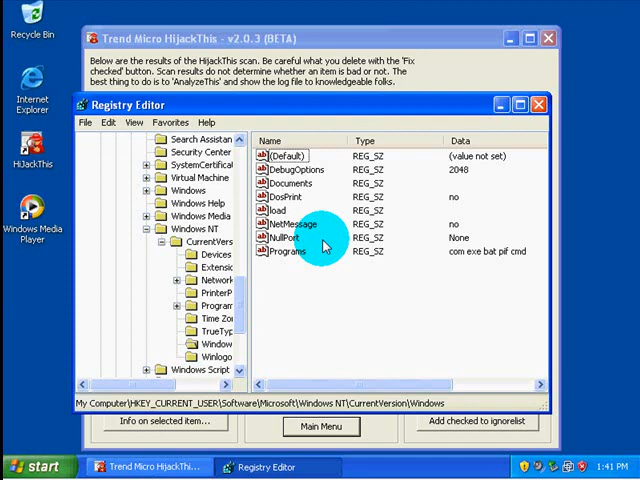 Recycle Bin
Internet
Explorer
HiJackThis
Windows Media
Player
Trend Micro HijackThis - v2.0.3 (BETA)
Below are the results of the HijackThis scan. Be careful what you delete with the 'Fix
checked' button. Scan results do not determine whether an item is bad or not. The
best thing to do is 'AnalyzeThis' and show the log file to knowledgeable folks.
Registry Editor
File Edit View Favorites Help
Search Assistan
Security Center
SystemCertificat
Virtual Machine
Windows
Windows Help
Windows Media
Windows NT
CurrentVersi
Devices
Extensio
Network
PrinterP
Program
Time Zo
TrueTyp
Window
Winlogo
Windows Script
Name Type Data
(Default) REG_SZ (value not set)
DebugOptions REG_SZ 2048
Documents REG_SZ
DosPrint REG_SZ no
load REG_SZ
NetMessage REG_SZ no
NullPort REG_SZ None
Programs REG_SZ com exe bat pif cmd
My Computer\HKEY_CURRENT_USER\Software\Microsoft\Windows NT\CurrentVersion\Windows
Info on selected item...
Main Menu
Add checked to ignorelist
start
Trend Micro HijackThi...
Registry Editor
1:41 PM